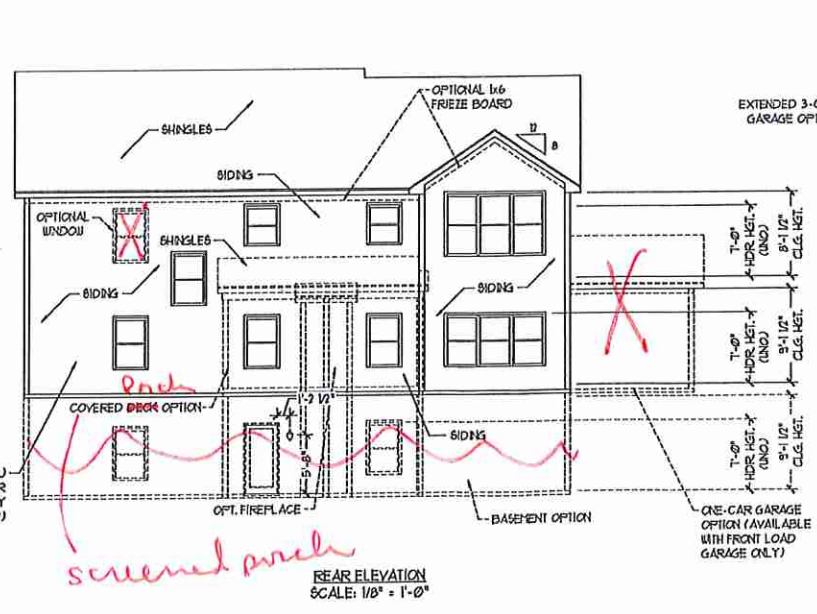 OPTIONAL 1x6
FRIEZE BOARD
EXTENDED 3-
GARAGE OPT
SHINGLES
12
8
SIDING
OPTIONAL
WINDOW
SHINGLES
SIDING
SIDING
7'-0"
HDR. HGT.
(UNO.)
8'-1 1/2"
CLG. HGT.
7'-0"
HDR. HGT.
(UNO.)
9'-1 1/2"
CLG. HGT.
Porch
COVERED DECK OPTION
1'-2 1/2"
SIDING
5'-8"
7'-0"
HDR. HGT.
(UNO.)
9'-1 1/2"
CLG. HGT.
OPT. FIREPLACE
BASEMENT OPTION
ONE-CAR GARAGE
OPTION (AVAILABLE
WITH FRONT LOAD
GARAGE ONLY)
screened porch
REAR ELEVATION
SCALE: 1/8" = 1'-0"